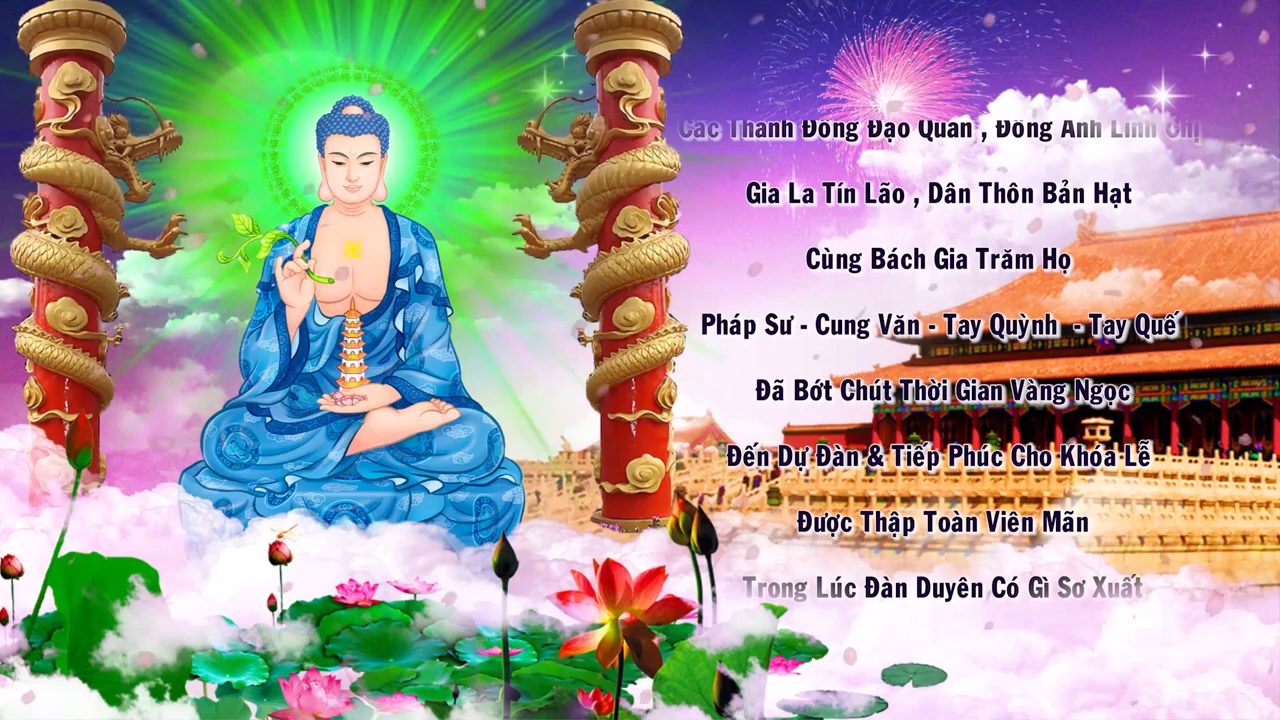 Các Thanh Đồng Đạo Quan , Đồng Anh Linh Chị
Gia La Tín Lão , Dân Thôn Bản Hạt
Cùng Bách Gia Trăm Họ
Pháp Sư - Cung Văn - Tay Quỳnh - Tay Quế
Đã Bớt Chút Thời Gian Vàng Ngọc
Đến Dự Đàn & Tiếp Phúc Cho Khóa Lễ
Được Thập Toàn Viên Mãn
Trong Lúc Đàn Duyên Có Gì Sơ Xuất